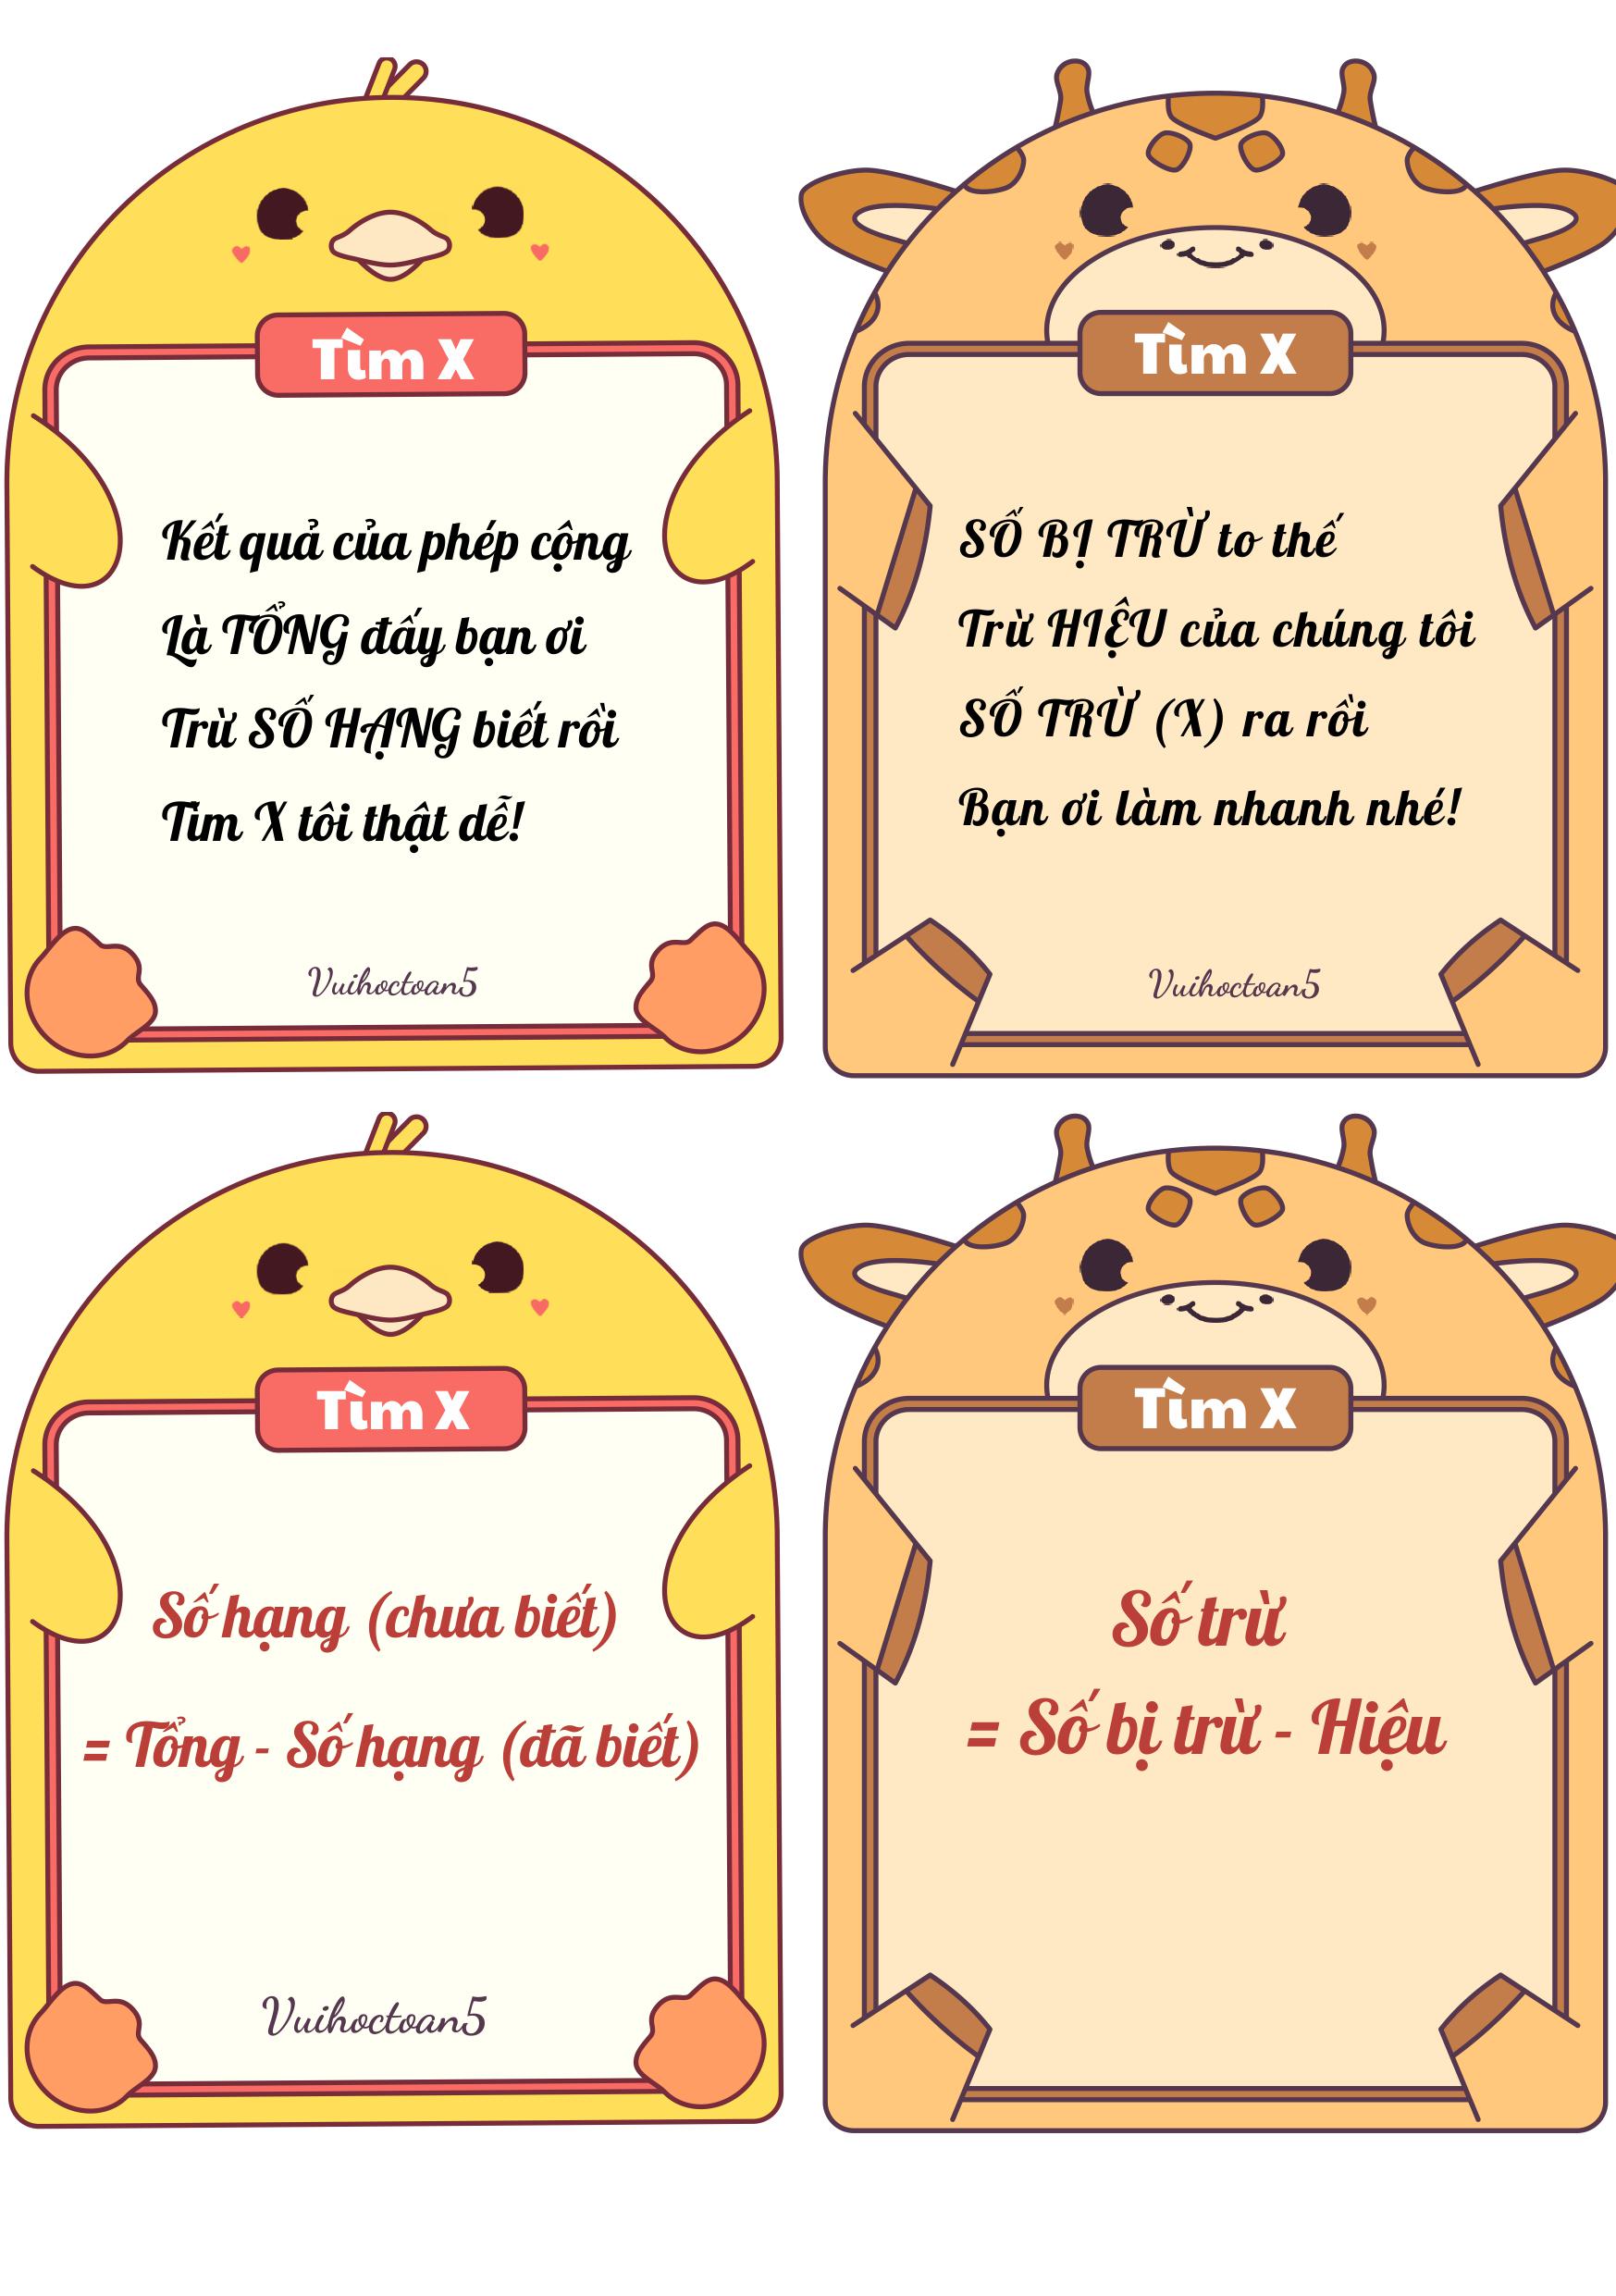 Tìm X
Kết quả của phép cộng
Là TỔNG đấy bạn ơi
Trừ SỐ HẠNG biết rồi
Tìm X tôi thật dễ!
Vuihoctoan5
Tìm X
SỐ BỊ TRỪ to thế
Trừ HIỆU của chúng tôi
SỐ TRỪ (X) ra rồi
Bạn ơi làm nhanh nhé!
Vuihoctoan5
Tìm X
Số hạng (chưa biết)
= Tổng - Số hạng (đã biết)
Vuihoctoan5
Tìm X
Số trừ
= Số bị trừ - Hiệu